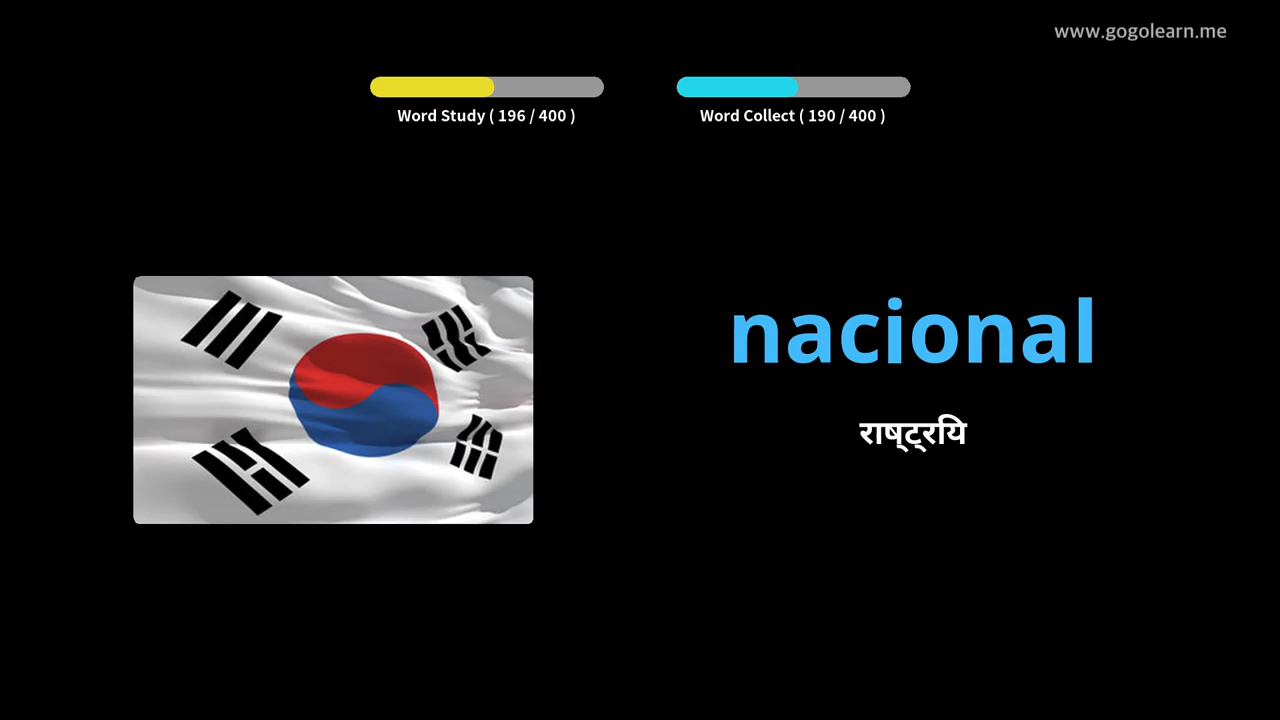 www.gogolearn.me
Word Study ( 196 / 400 )
Word Collect ( 190 / 400 )
nacional
राष्ट्रयि